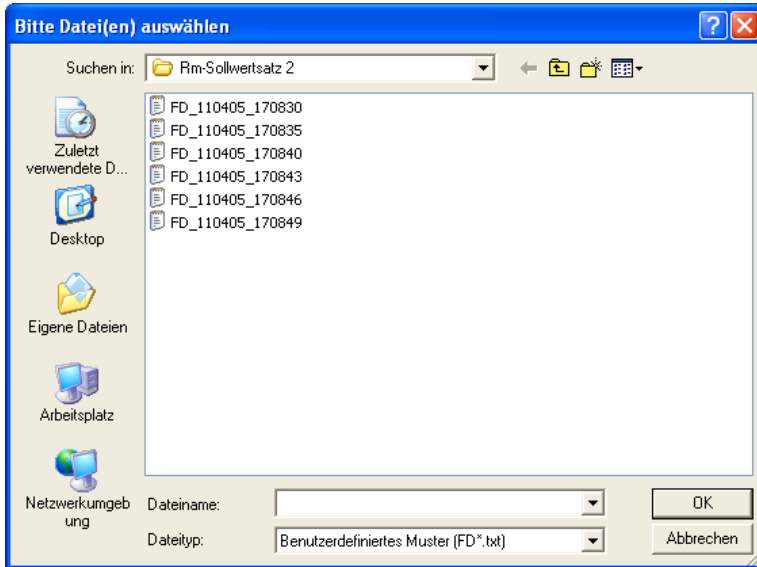 Bitte Datei(en) auswählen
Suchen in: Rm-Sollwertsatz 2
FD_110405_170830
FD_110405_170835
FD_110405_170840
FD_110405_170843
FD_110405_170846
FD_110405_170849
Zuletzt
verwendete D...
Desktop
Eigene Dateien
Arbeitsplatz
Netzwerkumgeb
ung
Dateiname: OK
Dateityp: Benutzerdefiniertes Muster (FD*.txt) Abbrechen